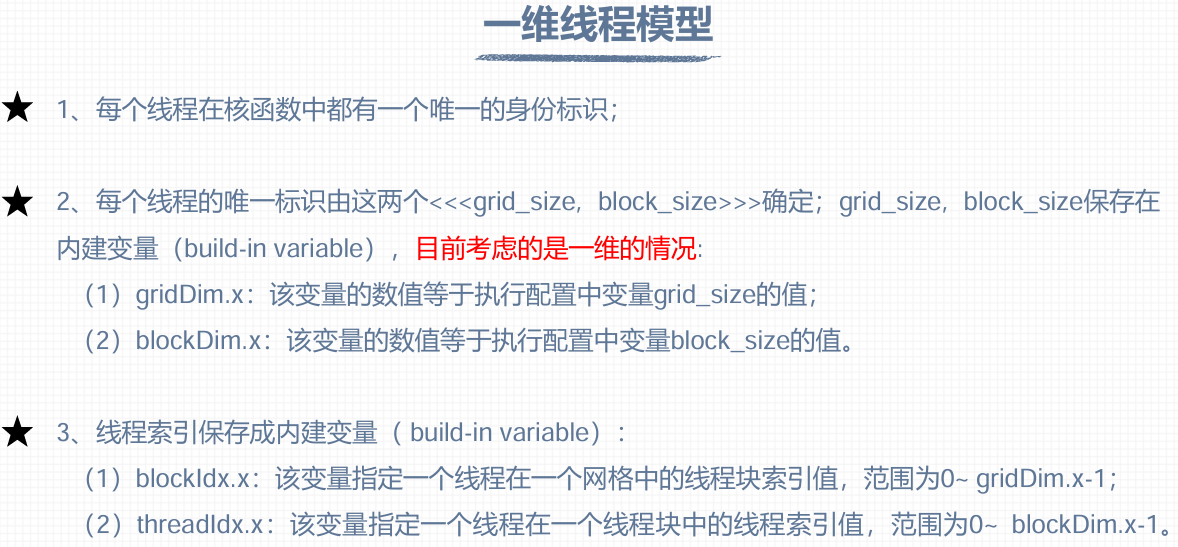 一维线程模型
1、每个线程在核函数中都有一个唯一的身份标识；
2、每个线程的唯一标识由这两个<<<grid_size，block_size>>>确定；grid_size，block_size保存在
内建变量（build-in variable），目前考虑的是一维的情况:
（1）gridDim.x：该变量的数值等于执行配置中变量grid_size的值；
（2）blockDim.x：该变量的数值等于执行配置中变量block_size的值。
3、线程索引保存成内建变量（ build-in variable）：
（1）blockIdx.x：该变量指定一个线程在一个网格中的线程块索引值，范围为0~ gridDim.x-1；
（2）threadIdx.x：该变量指定一个线程在一个线程块中的线程索引值，范围为0~ blockDim.x-1。